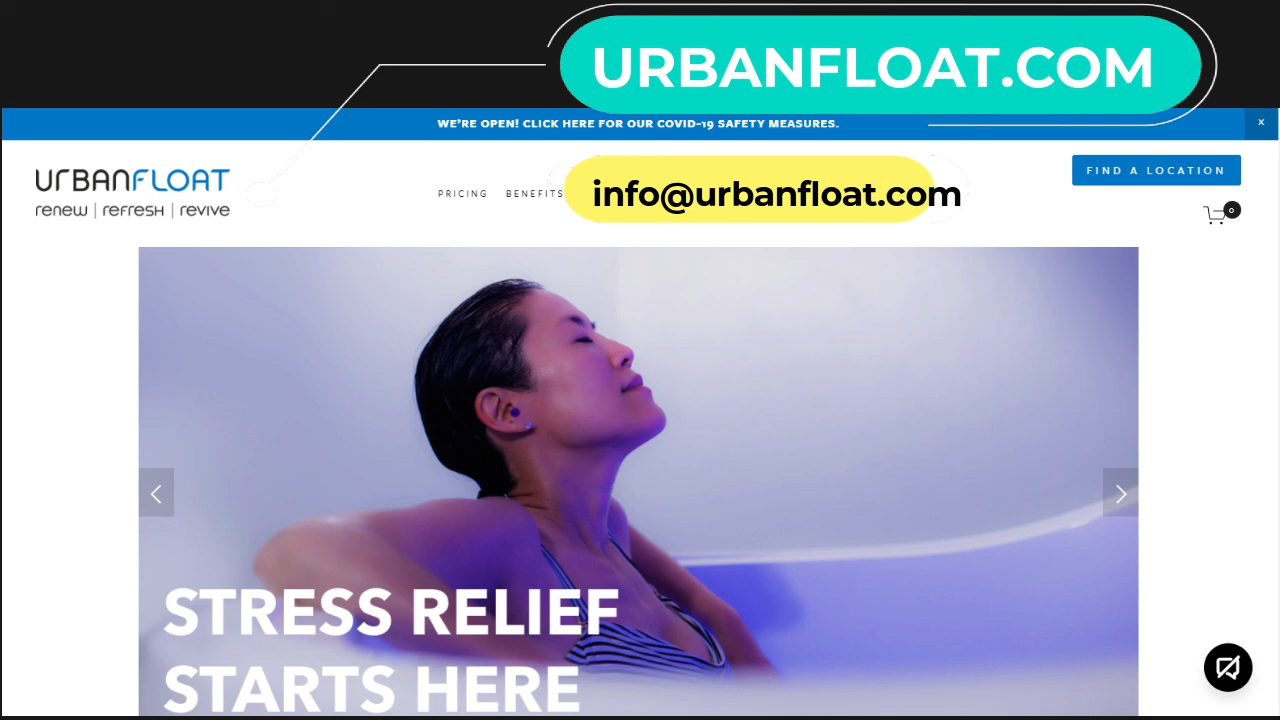 URBANFLOAT.COM
WE'RE OPEN! CLICK HERE FOR OUR COVID-19 SAFETY MEASURES.
x
URBANFLOAT
renew | refresh | revive
PRICING BENEFITS
info@urbanfloat.com
FIND A LOCATION
0
STRESS RELIEF
STARTS HERE